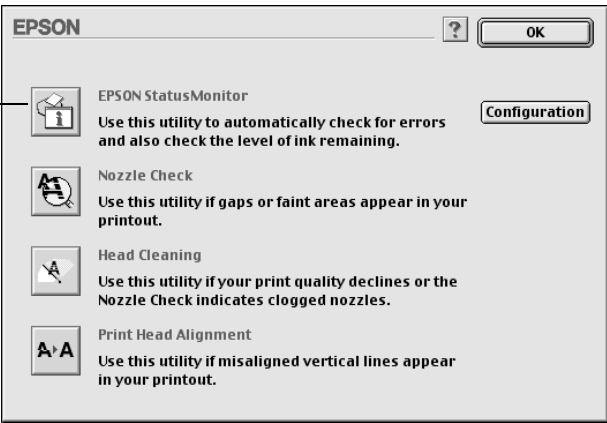 EPSON
?
OK
EPSON StatusMonitor
Use this utility to automatically check for errors
and also check the level of ink remaining.
Configuration
Nozzle Check
Use this utility if gaps or faint areas appear in your
printout.
Head Cleaning
Use this utility if your print quality declines or the
Nozzle Check indicates clogged nozzles.
Print Head Alignment
Use this utility if misaligned vertical lines appear
in your printout.